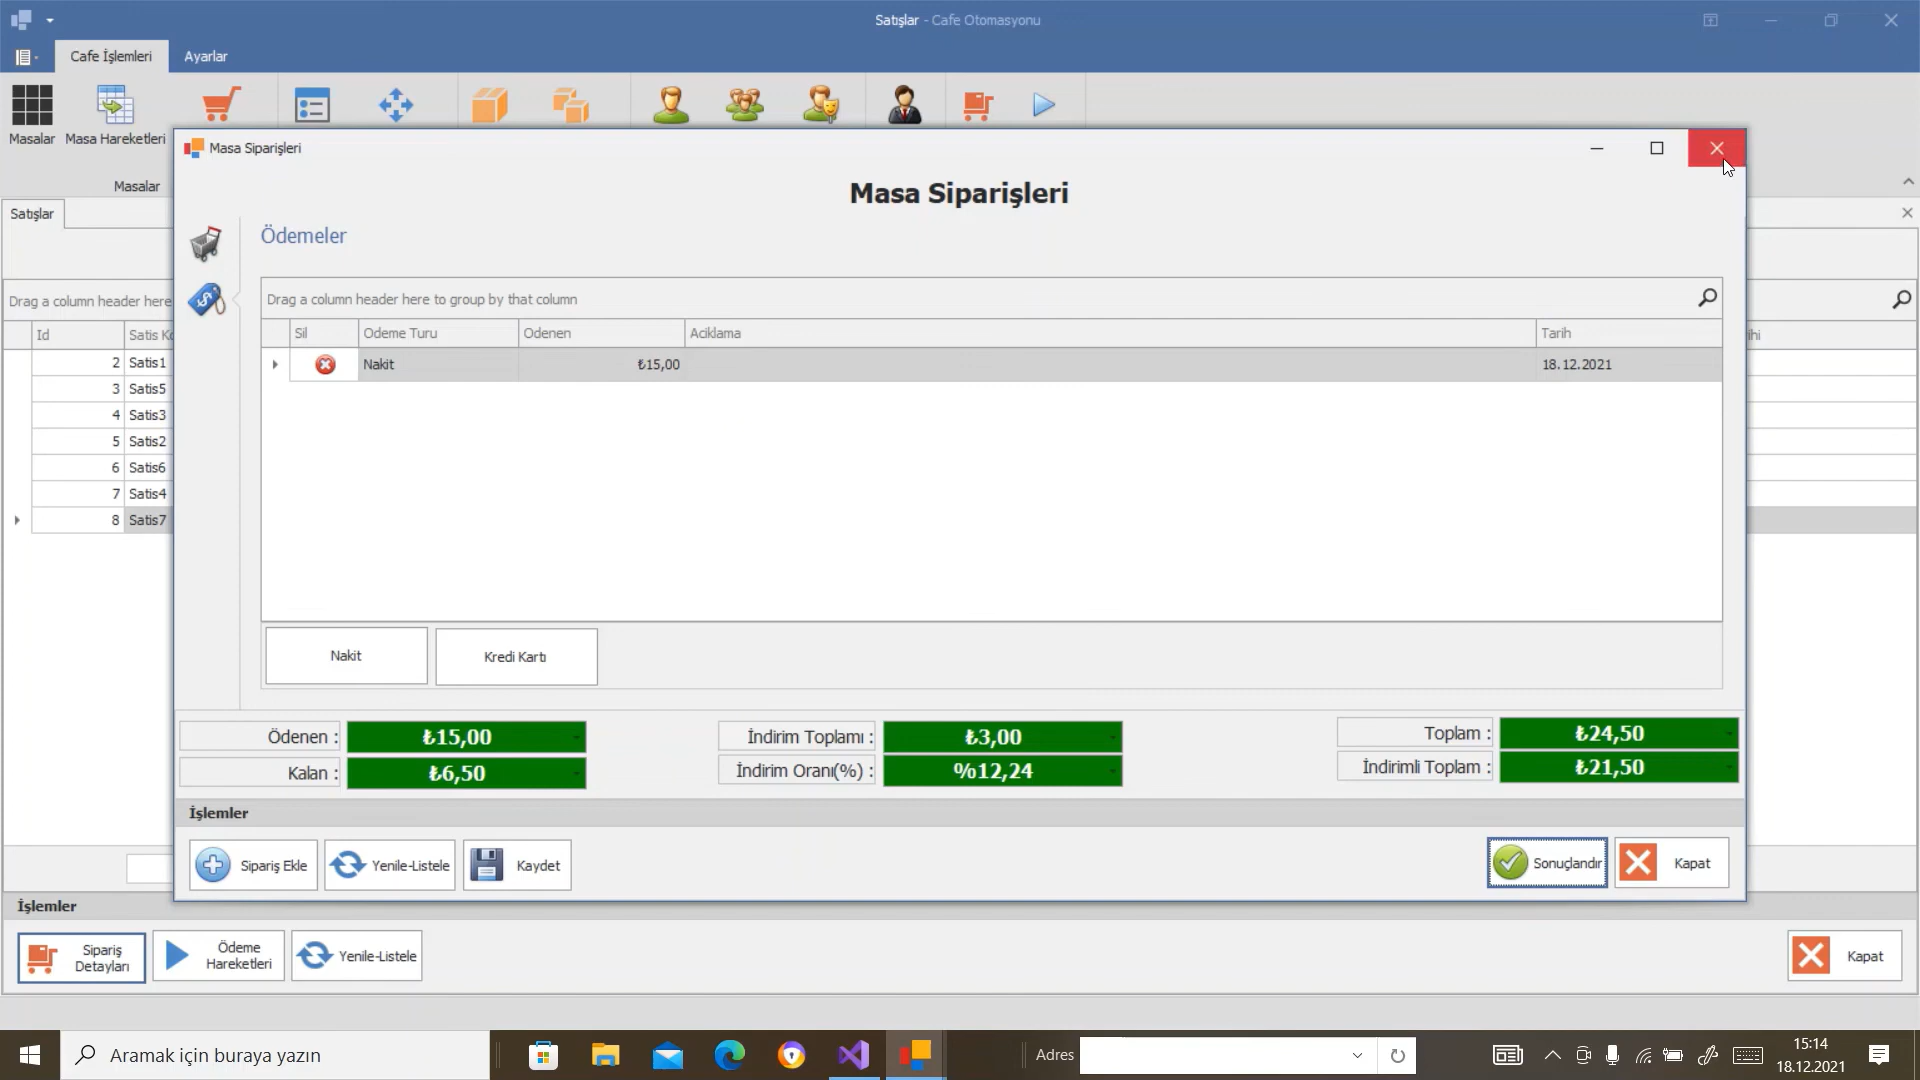 Satışlar - Cafe Otomasyonu
Cafe İşlemleri
Ayarlar
Masalar
Masa Hareketleri
Masalar
Masa Siparişleri
Masa Siparişleri
Satışlar
Ödemeler
Drag a column header here
Drag a column header here to group by that column
Id
Satis Ko
Sil
Odeme Turu
Odenen
Aciklama
Tarih
ihi
Nakit
₺15,00
18.12.2021
2 Satis1
3 Satis5
4 Satis3
5 Satis2
6 Satis6
7 Satis4
8 Satis7
Nakit
Kredi Kartı
Ödenen :
₺15,00
Kalan :
₺6,50
İndirim Toplamı :
₺3,00
İndirim Oranı(%) :
%12,24
Toplam :
₺24,50
İndirimli Toplam :
₺21,50
İşlemler
Sipariş Ekle
Yenile-Listele
Kaydet
Sonuçlandır
Kapat
İşlemler
Sipariş
Detayları
Ödeme
Hareketleri
Yenile-Listele
Kapat
Aramak için buraya yazın
Adres
15:14
18.12.2021